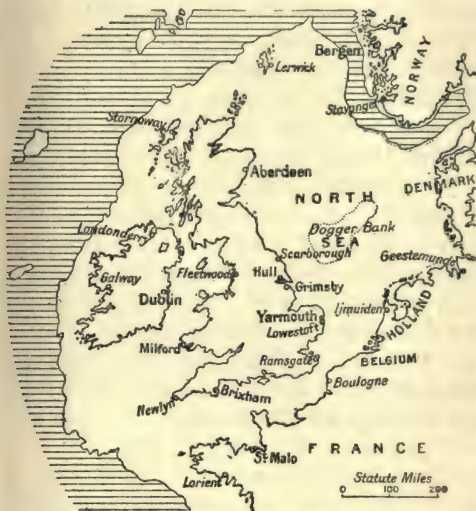 Bergen
NORWAY
Lerwick
Stavanger
Stornoway
Aberdeen
DENMARK
NORTH
Dogger Bank
SEA
Londonderry
Scarborough
Geestemund
Galway
Fleetwood
Hull
Grimsby
Dublin
Ijmuiden
HOLLAND
Yarmouth
Lowestoft
Milford
Ramsgate
BELGIUM
Boulogne
Newlyn
Brixham
St. Malo
FRANCE
Lorient
Statute Miles
0 100 200